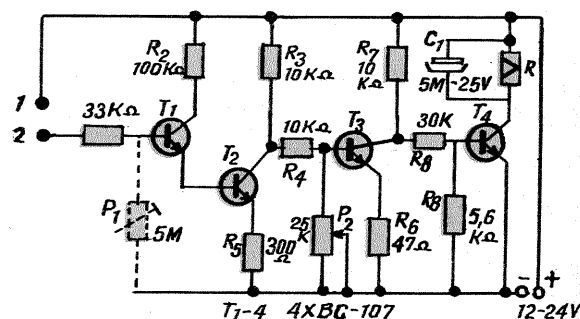 C1
R2
100KΩ
R3
10KΩ
R7
10
KΩ
5M-25V
R
1
2
33KΩ
T1
T2
10KΩ
R4
T3
30K
R8
T4
P1
5M
R5
300
Ω
25
K
P2
R6
47Ω
R8
5,6
KΩ
- +
T1-4 4XBC-107
12-24V